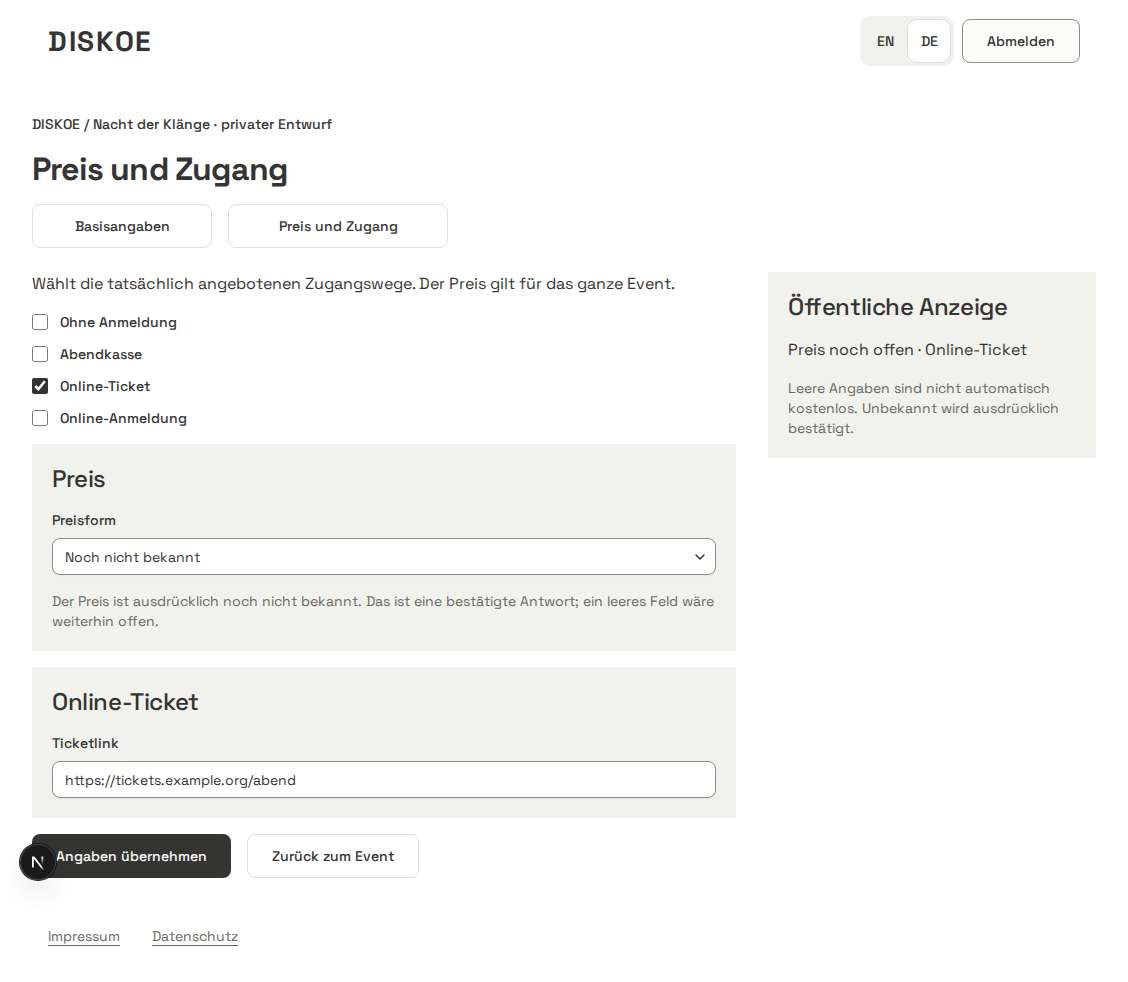 DISKOE
EN
DE
Abmelden
DISKOE / Nacht der Klänge · privater Entwurf
Preis und Zugang
Basisangaben
Preis und Zugang
Wählt die tatsächlich angebotenen Zugangswege. Der Preis gilt für das ganze Event.
Ohne Anmeldung
Abendkasse
Online-Ticket
Online-Anmeldung
Preis
Preisform
Noch nicht bekannt
Der Preis ist ausdrücklich noch nicht bekannt. Das ist eine bestätigte Antwort; ein leeres Feld wäre
weiterhin offen.
Online-Ticket
Ticketlink
https://tickets.example.org/abend
Angaben übernehmen
Zurück zum Event
N
Öffentliche Anzeige
Preis noch offen · Online-Ticket
Leere Angaben sind nicht automatisch
kostenlos. Unbekannt wird ausdrücklich
bestätigt.
Impressum
Datenschutz